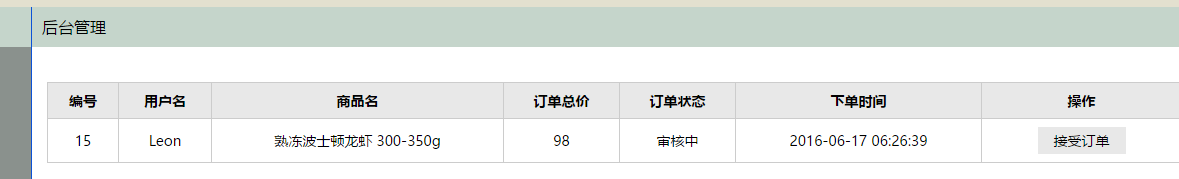 后台管理
编号 用户名 商品名 订单总价 订单状态 下单时间 操作
15 Leon 熟冻波士顿龙虾 300-350g 98 审核中 2016-06-17 06:26:39 接受订单